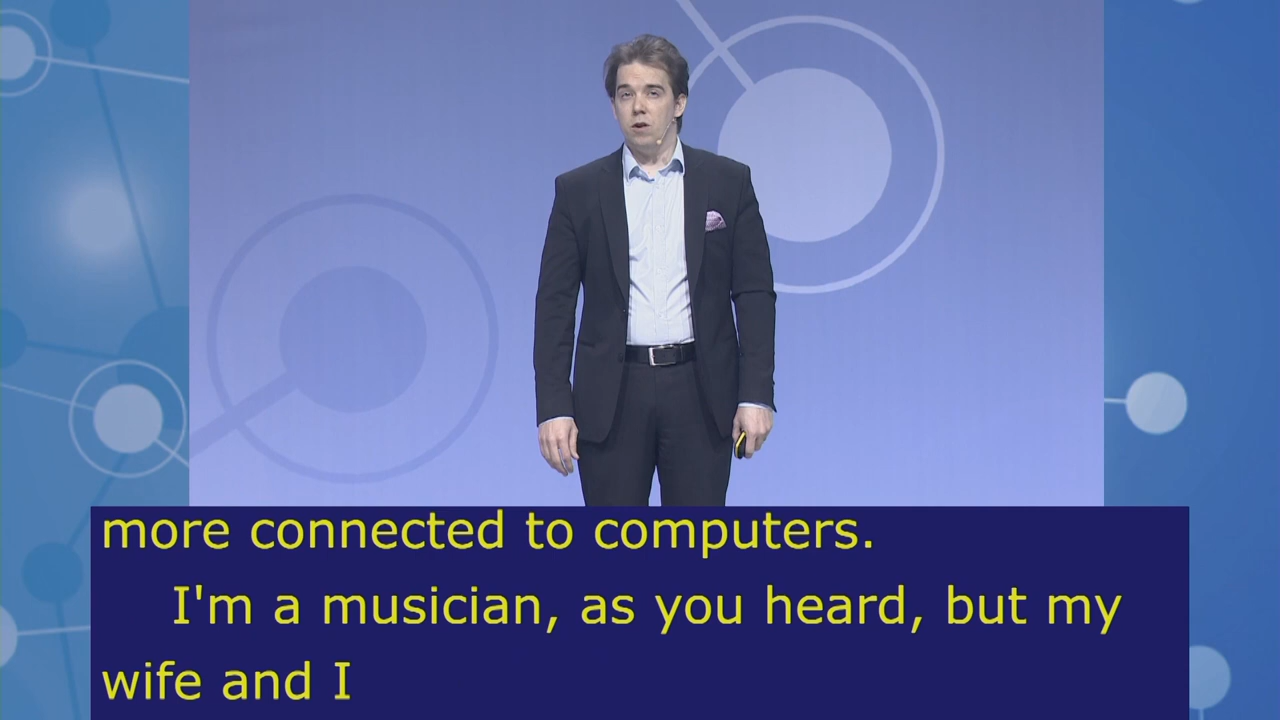 more connected to computers.
I'm a musician, as you heard, but my
wife and I